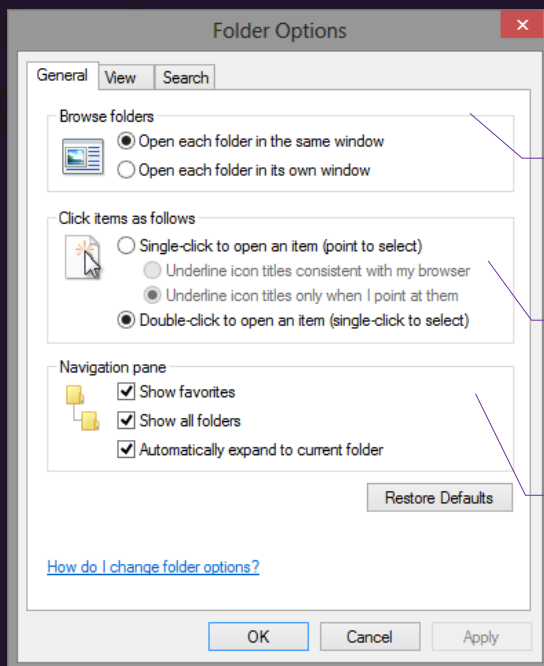 Folder Options
General
View
Search
Browse folders
Open each folder in the same window
Open each folder in its own window
Click items as follows
Single-click to open an item (point to select)
Underline icon titles consistent with my browser
Underline icon titles only when I point at them
Double-click to open an item (single-click to select)
Navigation pane
Show favorites
Show all folders
Automatically expand to current folder
Restore Defaults
How do I change folder options?
OK
Cancel
Apply